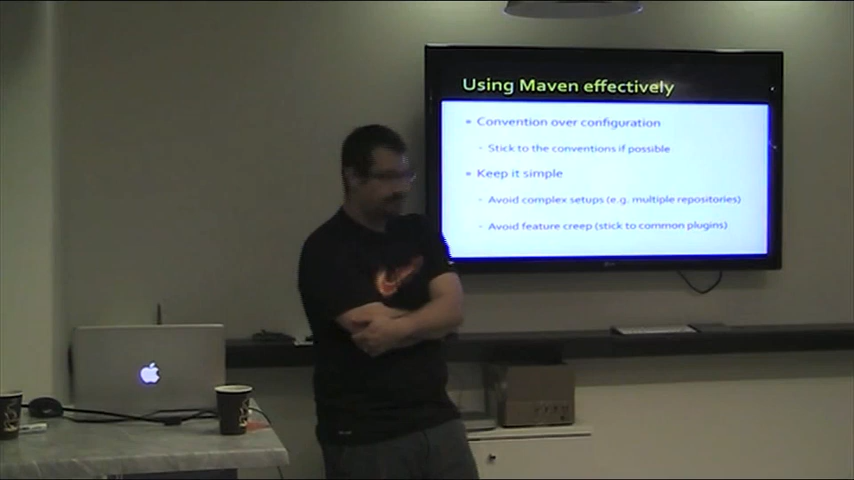 Using Maven effectively
Convention over configuration
Stick to the conventions if possible
Keep it simple
Avoid complex setups (e.g. multiple repositories)
Avoid feature creep (stick to common plugins)